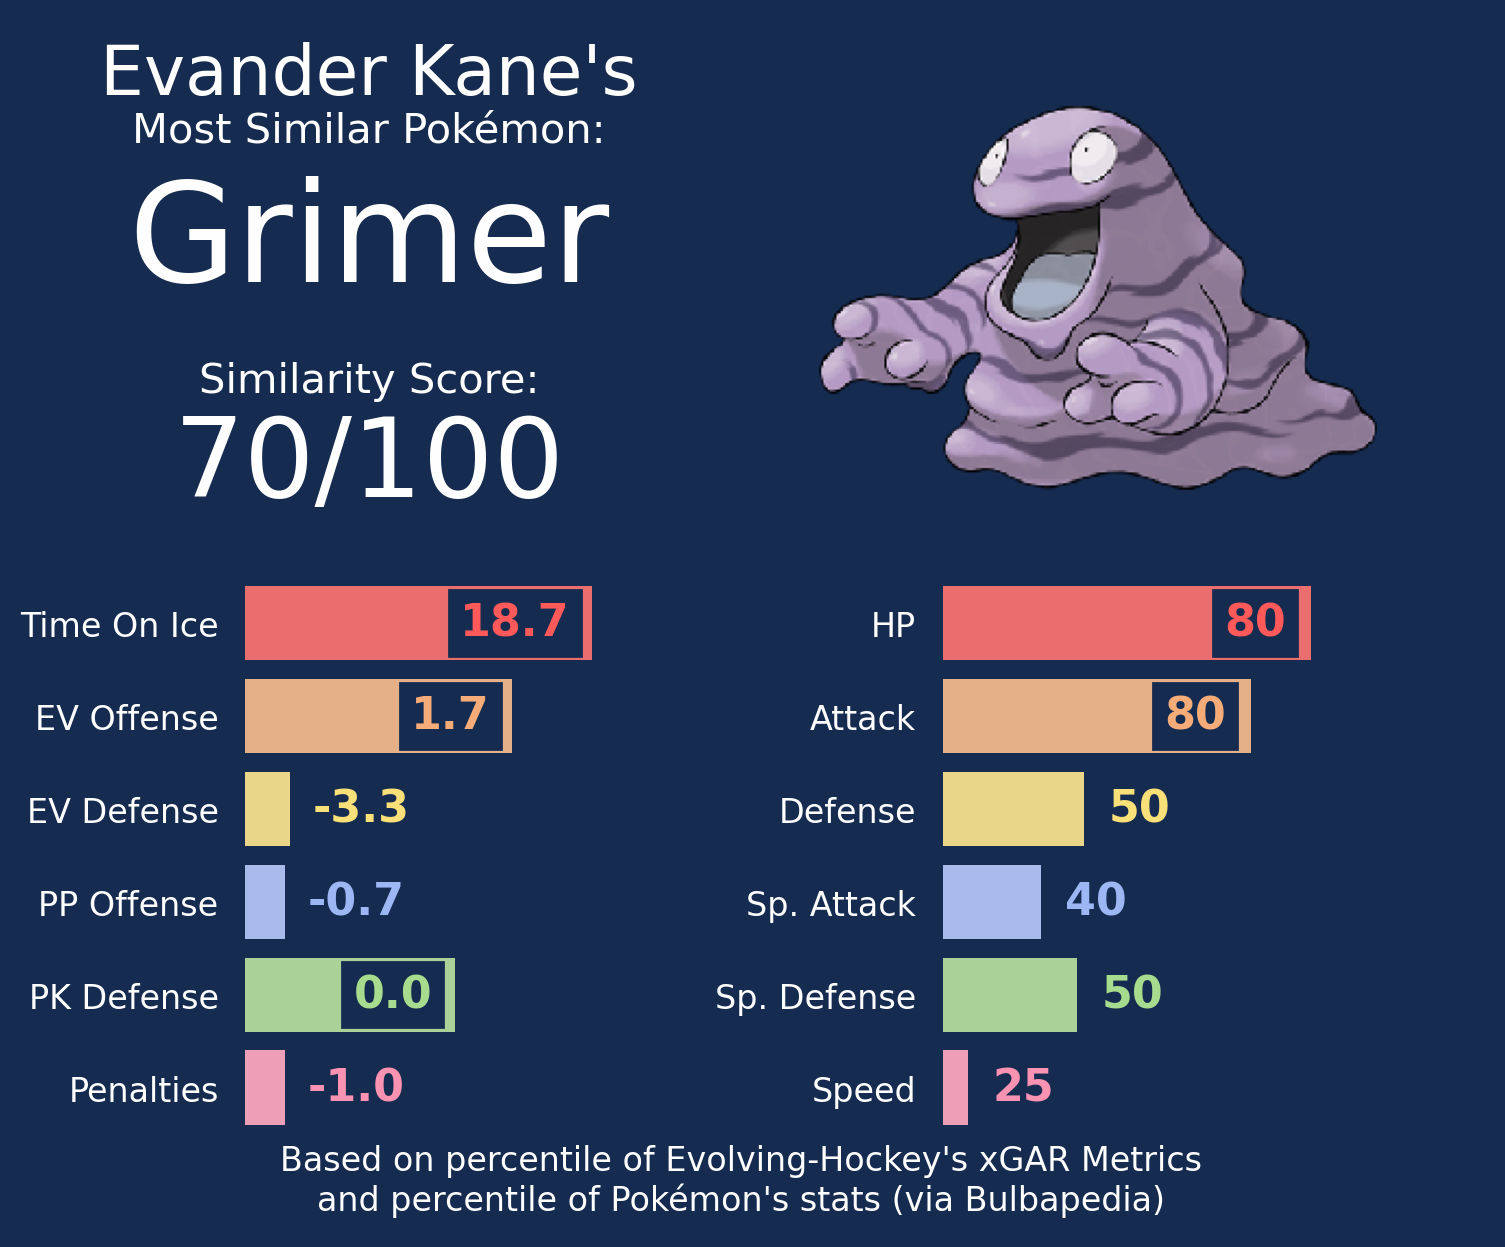 Evander Kane's
Most Similar Pokémon:
Grimer
Similarity Score:
70/100
Time On Ice 18.7
EV Offense 1.7
EV Defense -3.3
PP Offense -0.7
PK Defense 0.0
Penalties -1.0
HP 80
Attack 80
Defense 50
Sp. Attack 40
Sp. Defense 50
Speed 25
Based on percentile of Evolving-Hockey's xGAR Metrics
and percentile of Pokémon's stats (via Bulbapedia)